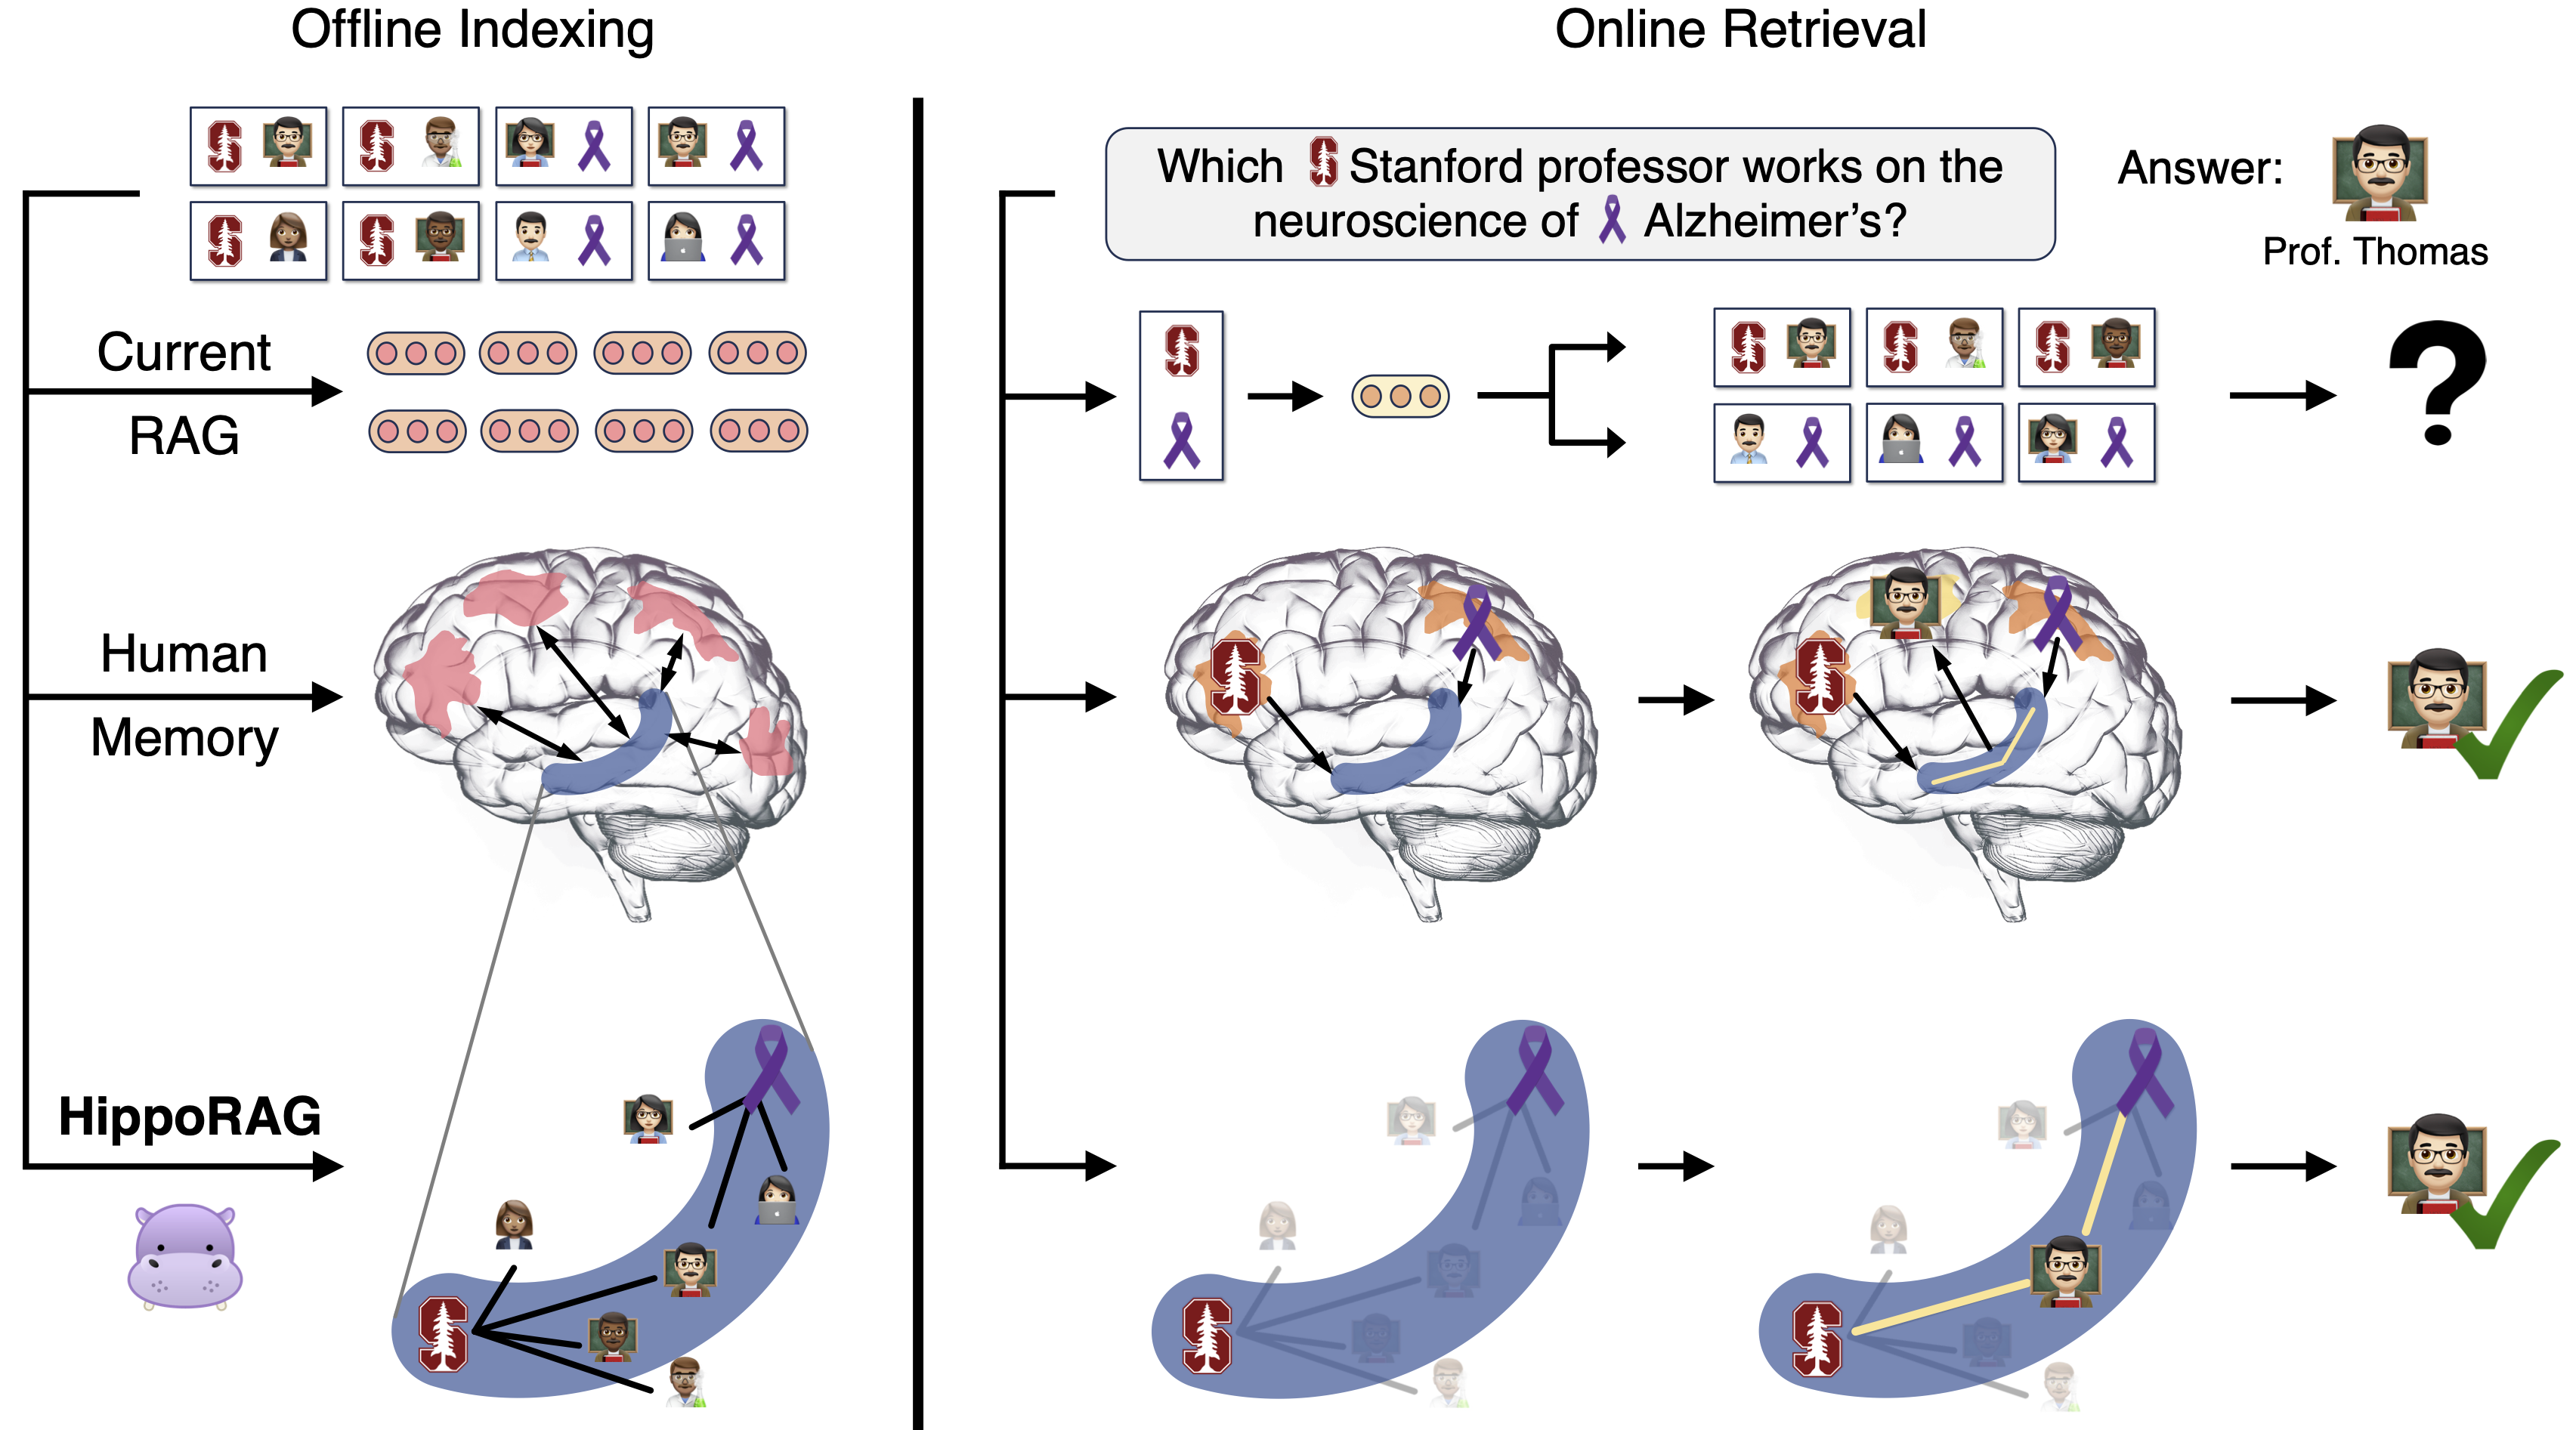 Offline Indexing
Online Retrieval
Which Stanford professor works on the
neuroscience of Alzheimer’s?
Answer:
Prof. Thomas
Current
RAG
?
Human
Memory
HippoRAG